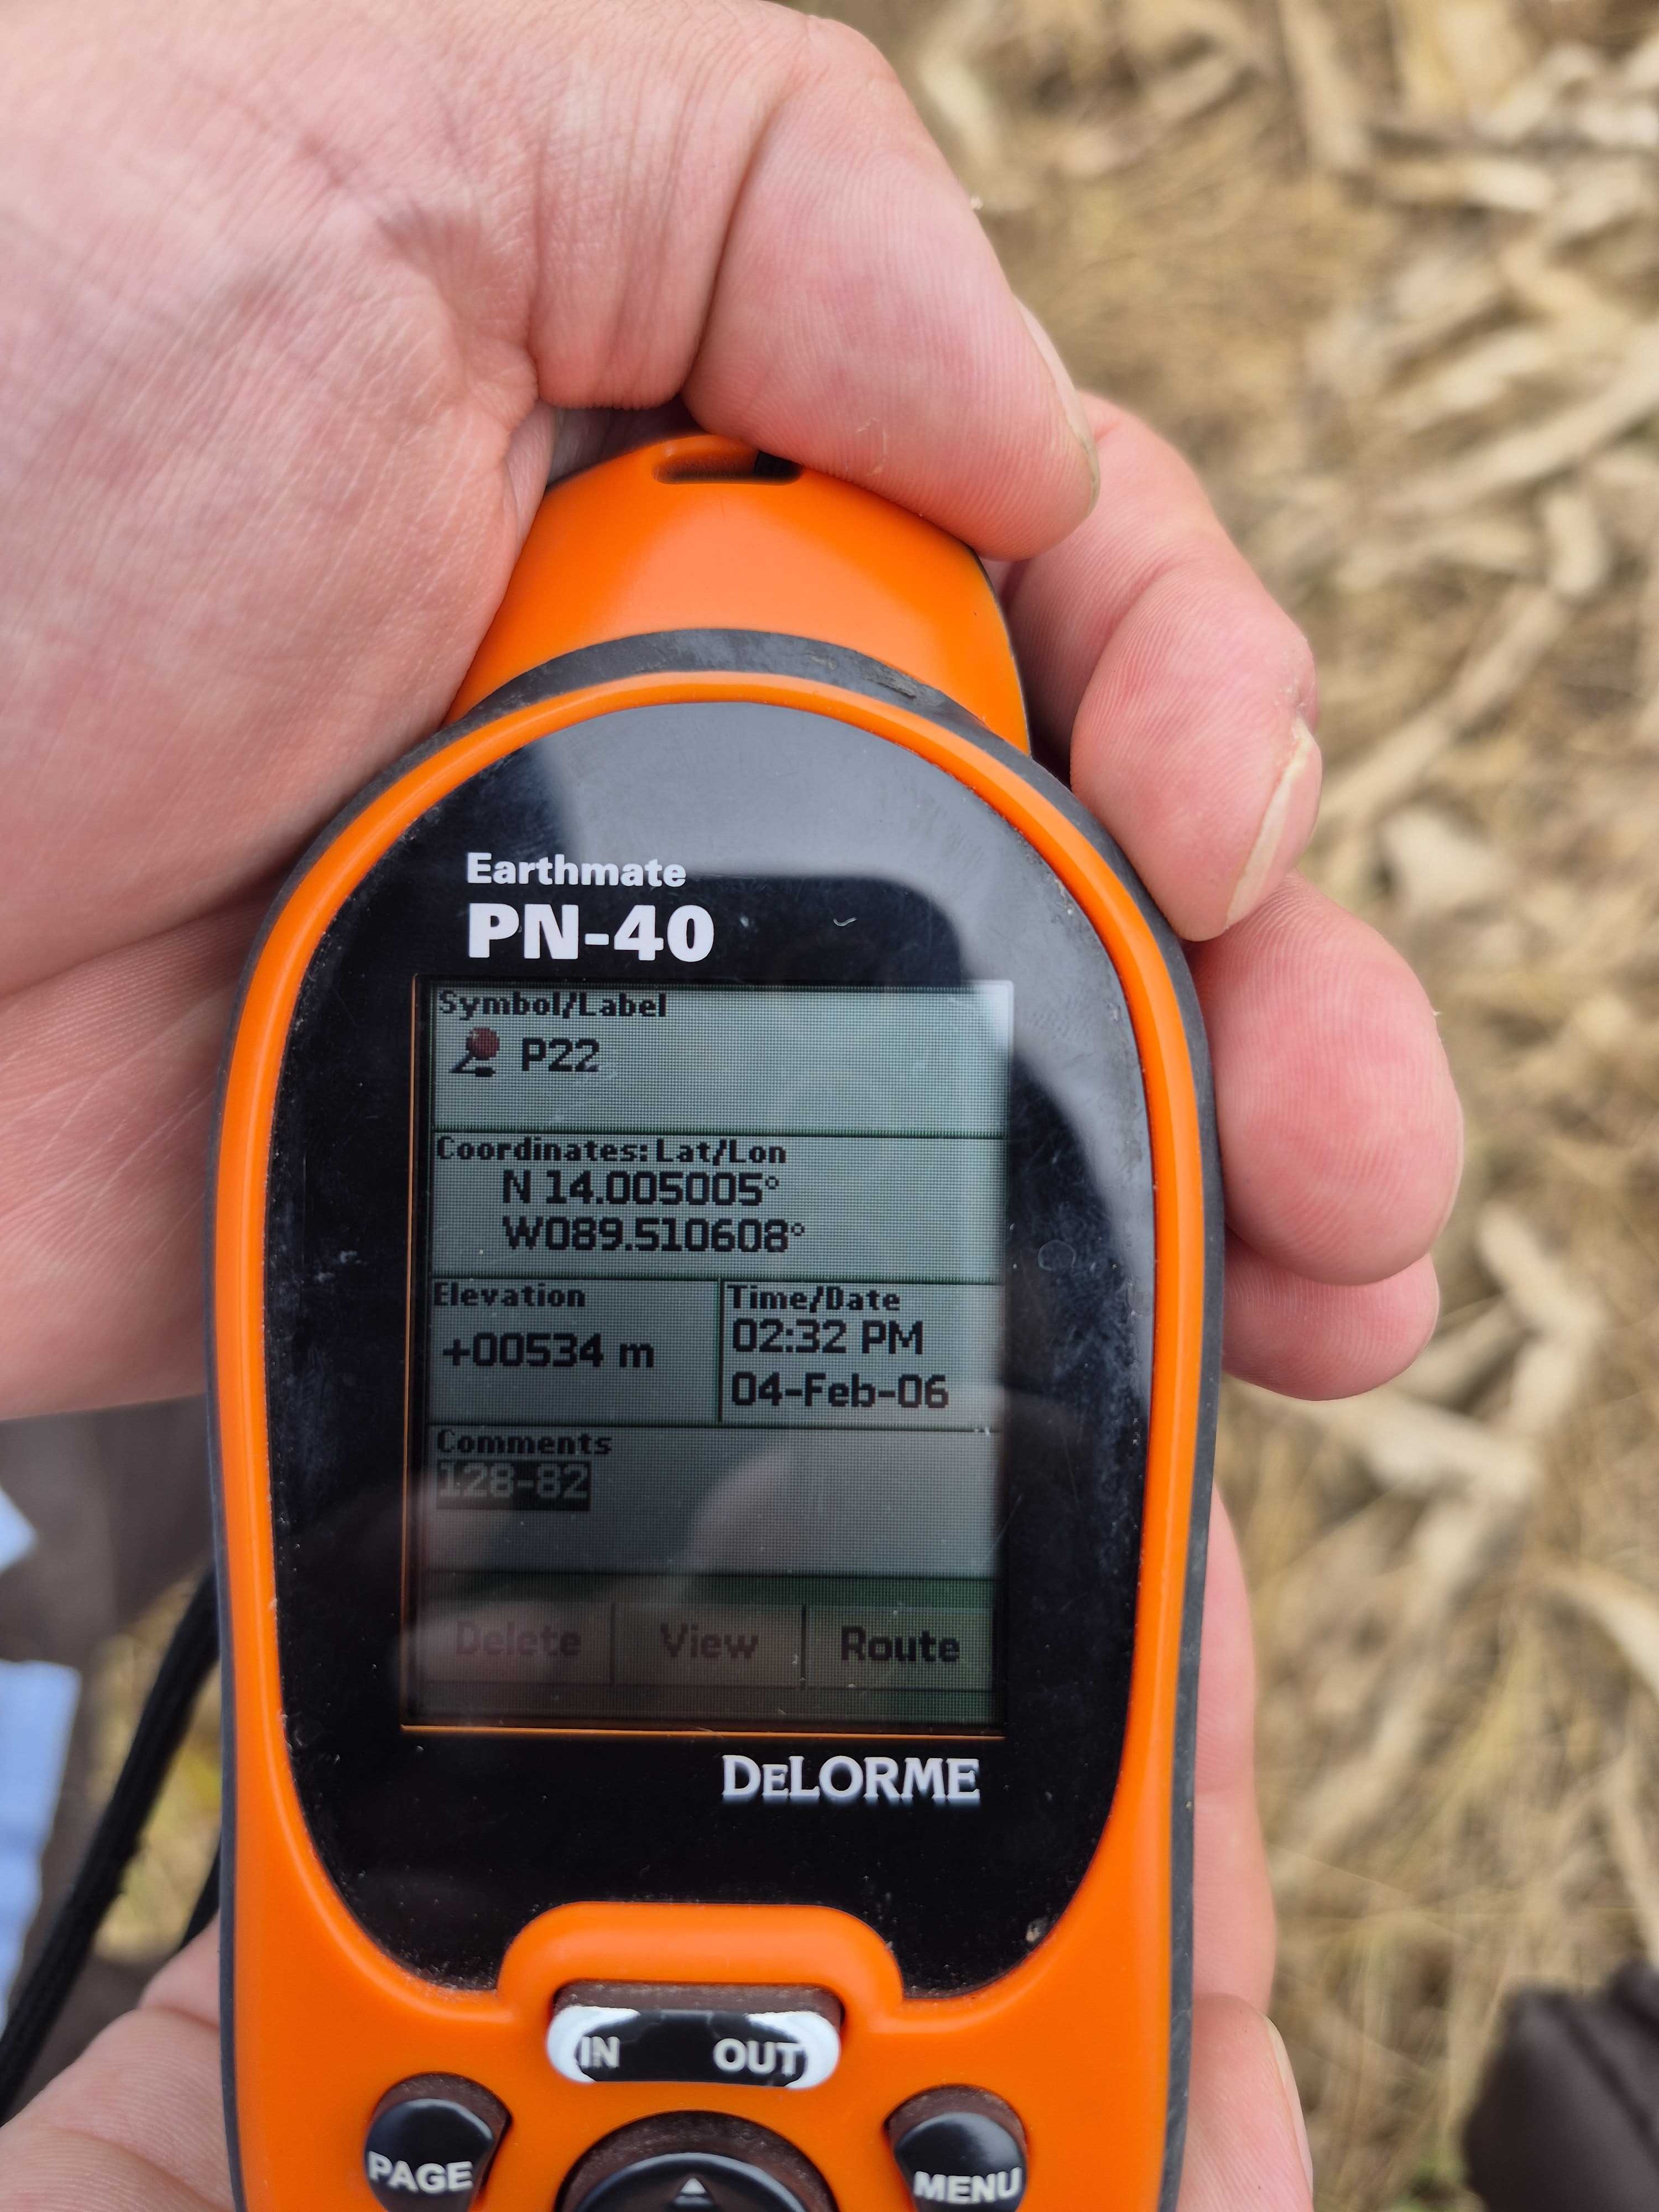 Earthmate
PN-40
Symbol/Label
P22
Coordinates: Lat/Lon
N 14.005005°
W089.510608°
Elevation
+00534 m
Time/Date
02:32 PM
04-Feb-06
Comments
128-82
Delete View Route
DeLORME
IN OUT
PAGE MENU